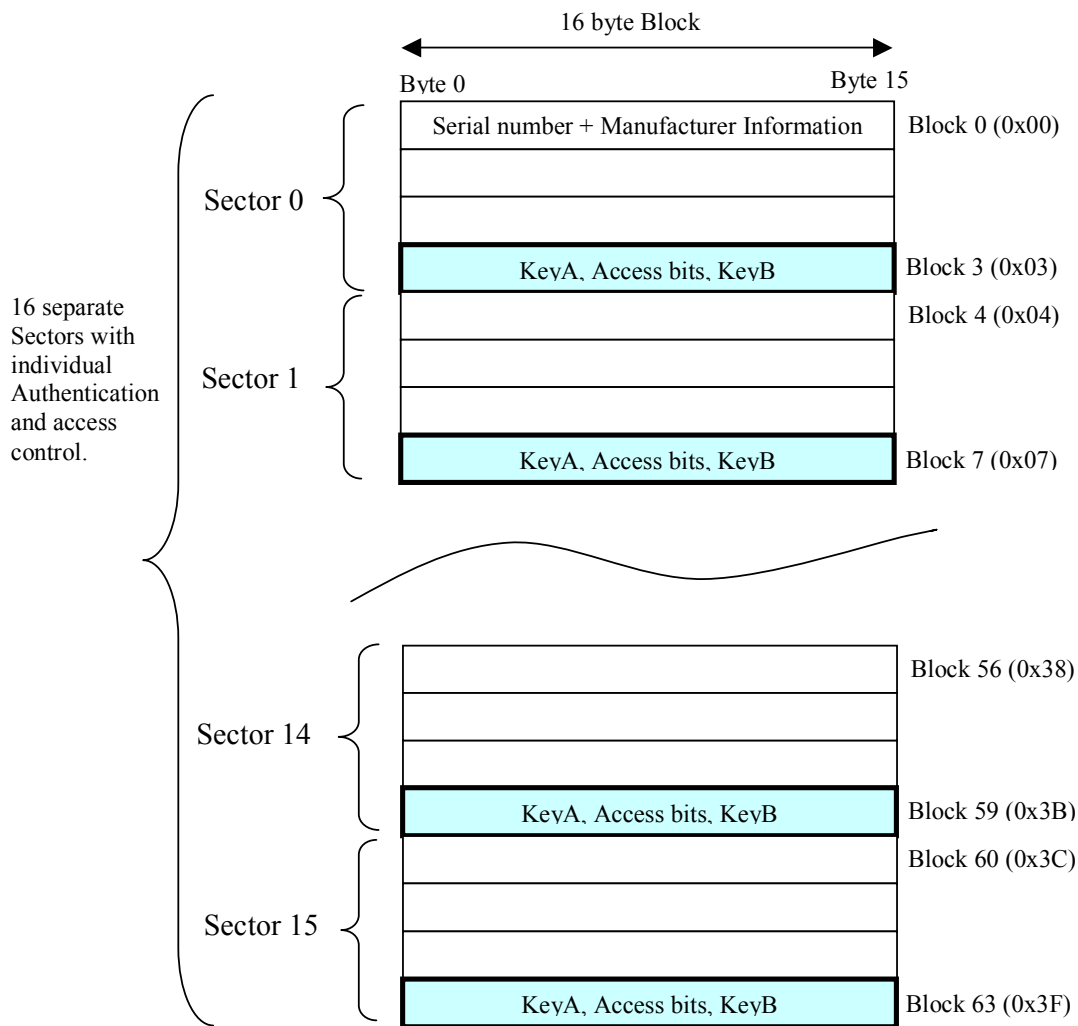 16 byte Block
Byte 0
Byte 15
Serial number + Manufacturer Information
Block 0 (0x00)
Sector 0
KeyA, Access bits, KeyB
Block 3 (0x03)
16 separate
Sectors with
individual
Authentication
and access
control.
Block 4 (0x04)
Sector 1
KeyA, Access bits, KeyB
Block 7 (0x07)
Block 56 (0x38)
Sector 14
KeyA, Access bits, KeyB
Block 59 (0x3B)
Block 60 (0x3C)
Sector 15
KeyA, Access bits, KeyB
Block 63 (0x3F)